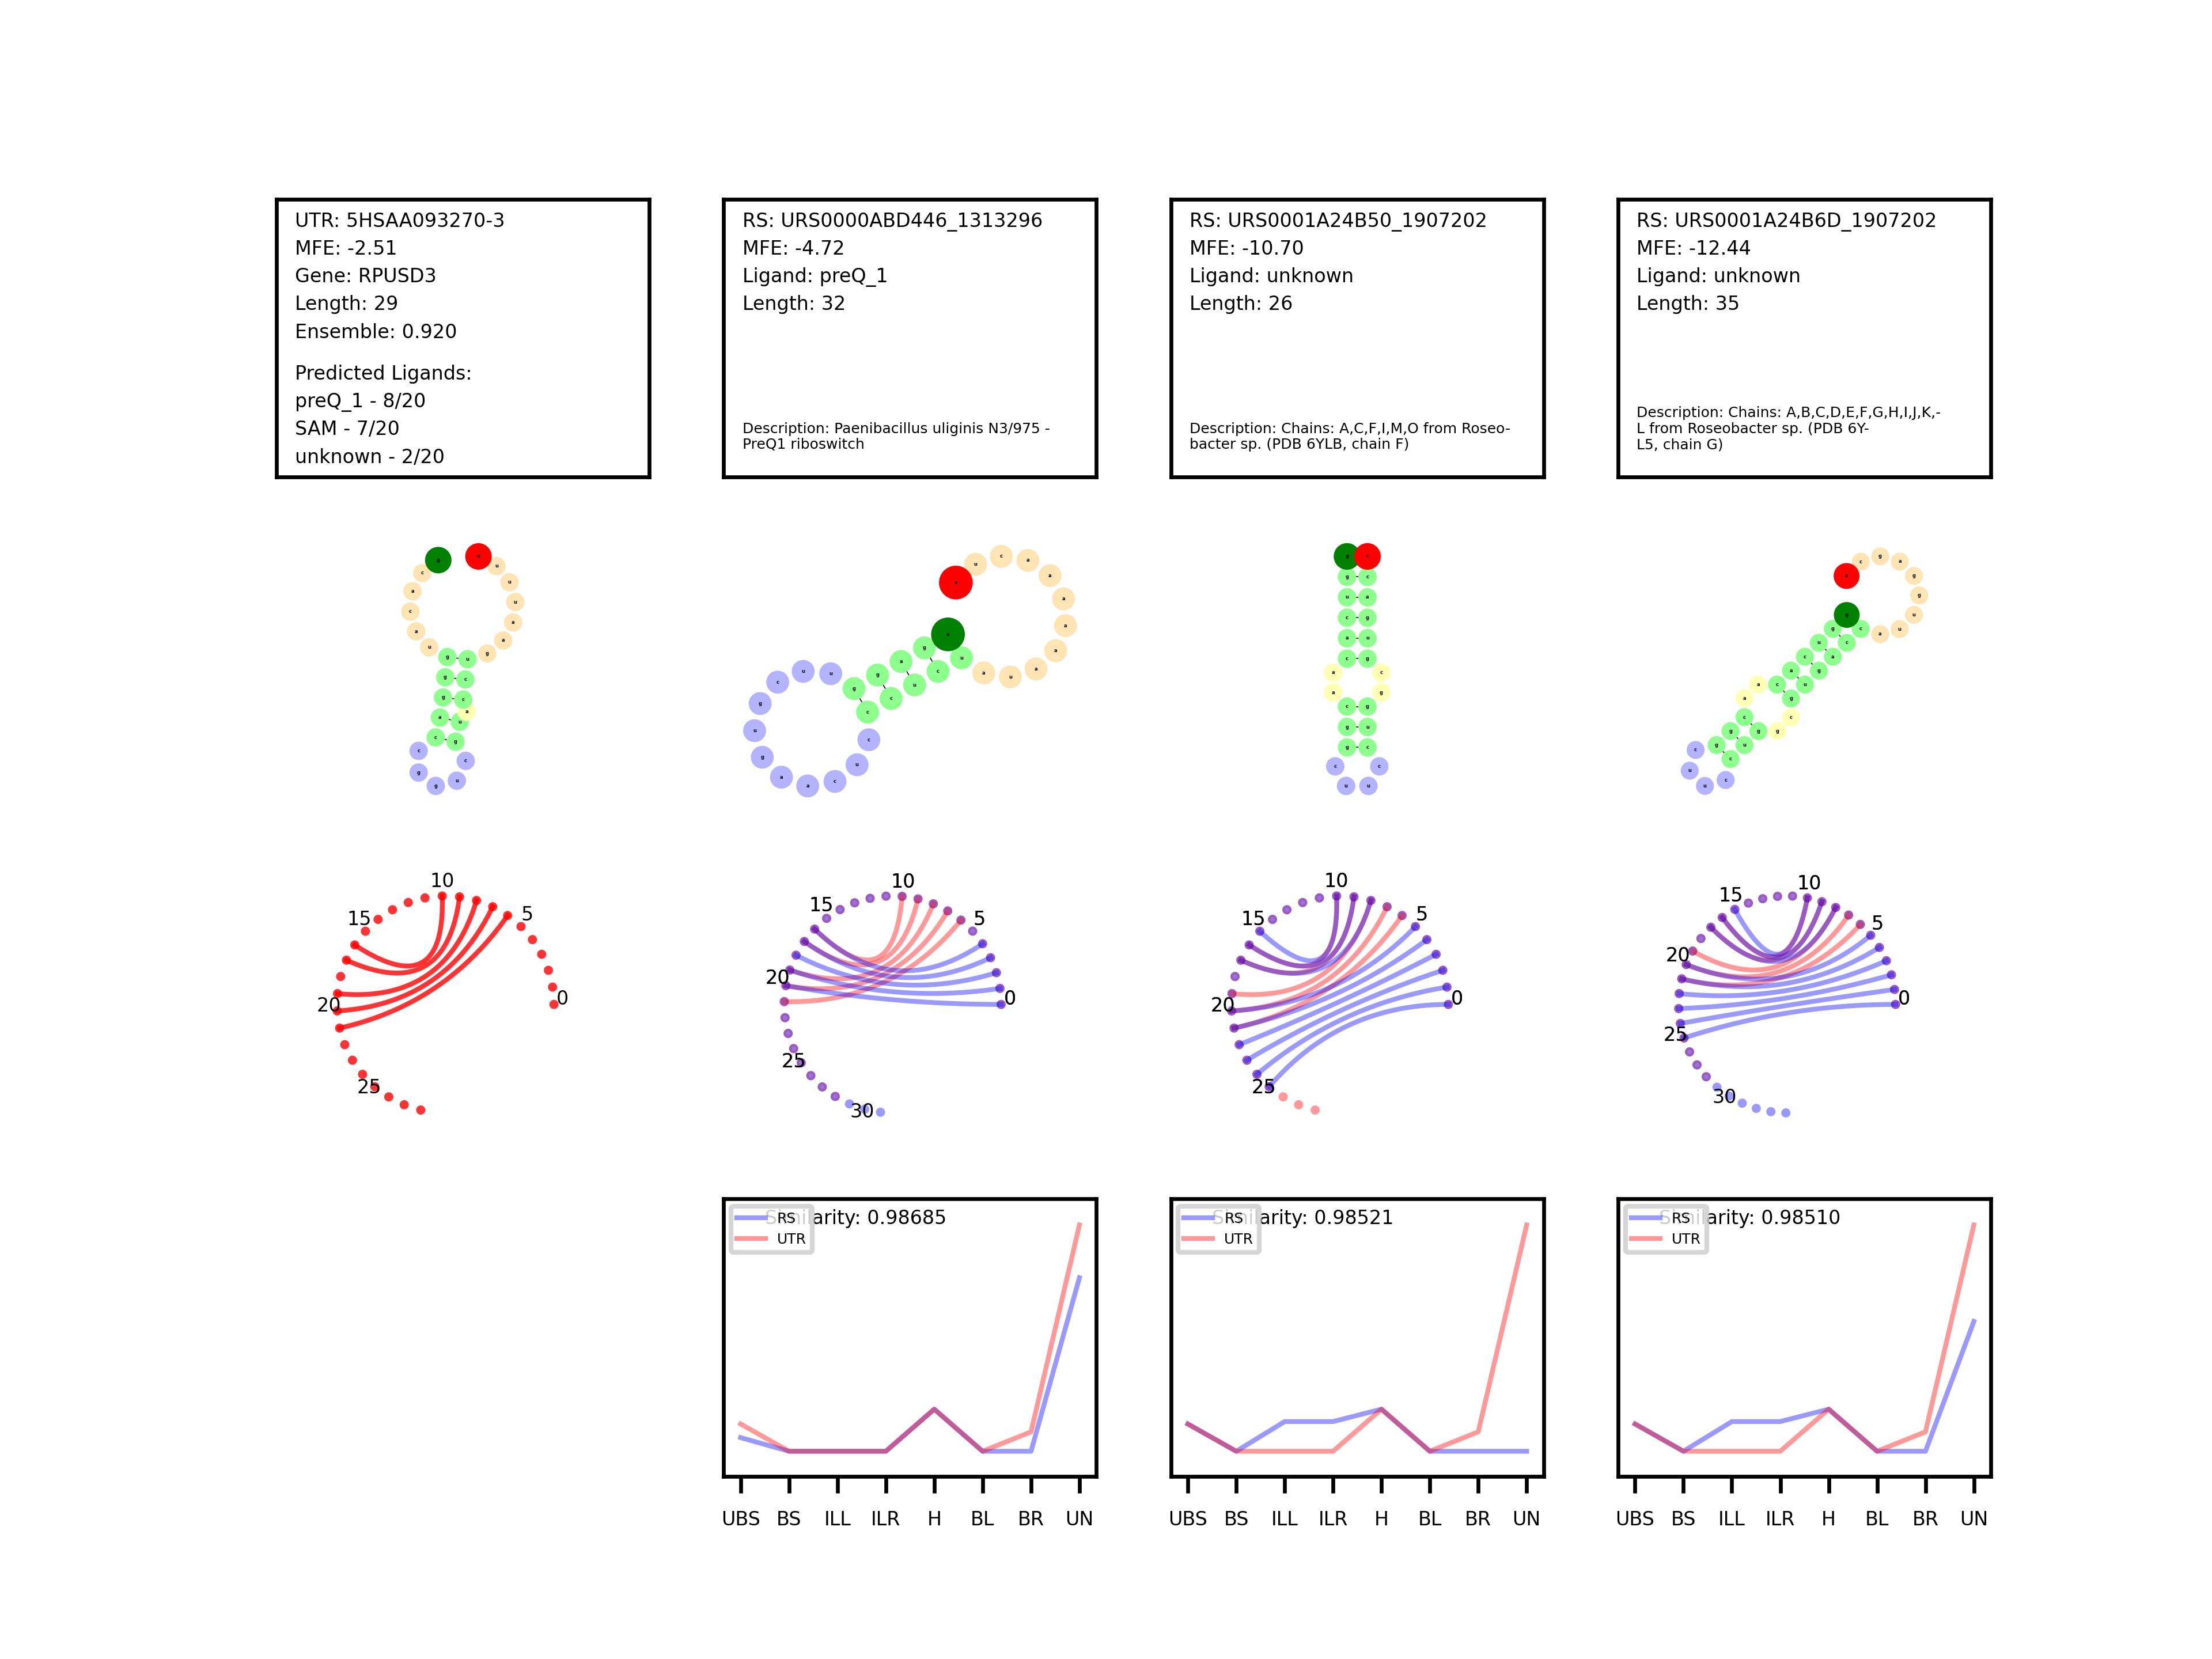 UTR: 5HSAA093270-3
MFE: -2.51
Gene: RPUSD3
Length: 29
Ensemble: 0.920
Predicted Ligands:
preQ_1 - 8/20
SAM - 7/20
unknown - 2/20
RS: URS0000ABD446_1313296
MFE: -4.72
Ligand: preQ_1
Length: 32
Description: Paenibacillus uliginis N3/975 -
PreQ1 riboswitch
RS: URS0001A24B50_1907202
MFE: -10.70
Ligand: unknown
Length: 26
Description: Chains: A,C,F,I,M,O from Roseo-
bacter sp. (PDB 6YLB, chain F)
RS: URS0001A24B6D_1907202
MFE: -12.44
Ligand: unknown
Length: 35
Description: Chains: A,B,C,D,E,F,G,H,I,J,K,-
L from Roseobacter sp. (PDB 6Y-
L5, chain G)
0
5
10
15
20
25
0
5
10
15
20
25
30
0
5
10
15
20
25
0
5
10
15
20
25
30
Similarity: 0.98685
RS
UTR
UBS BS ILL ILR H BL BR UN
Similarity: 0.98521
RS
UTR
UBS BS ILL ILR H BL BR UN
Similarity: 0.98510
RS
UTR
UBS BS ILL ILR H BL BR UN